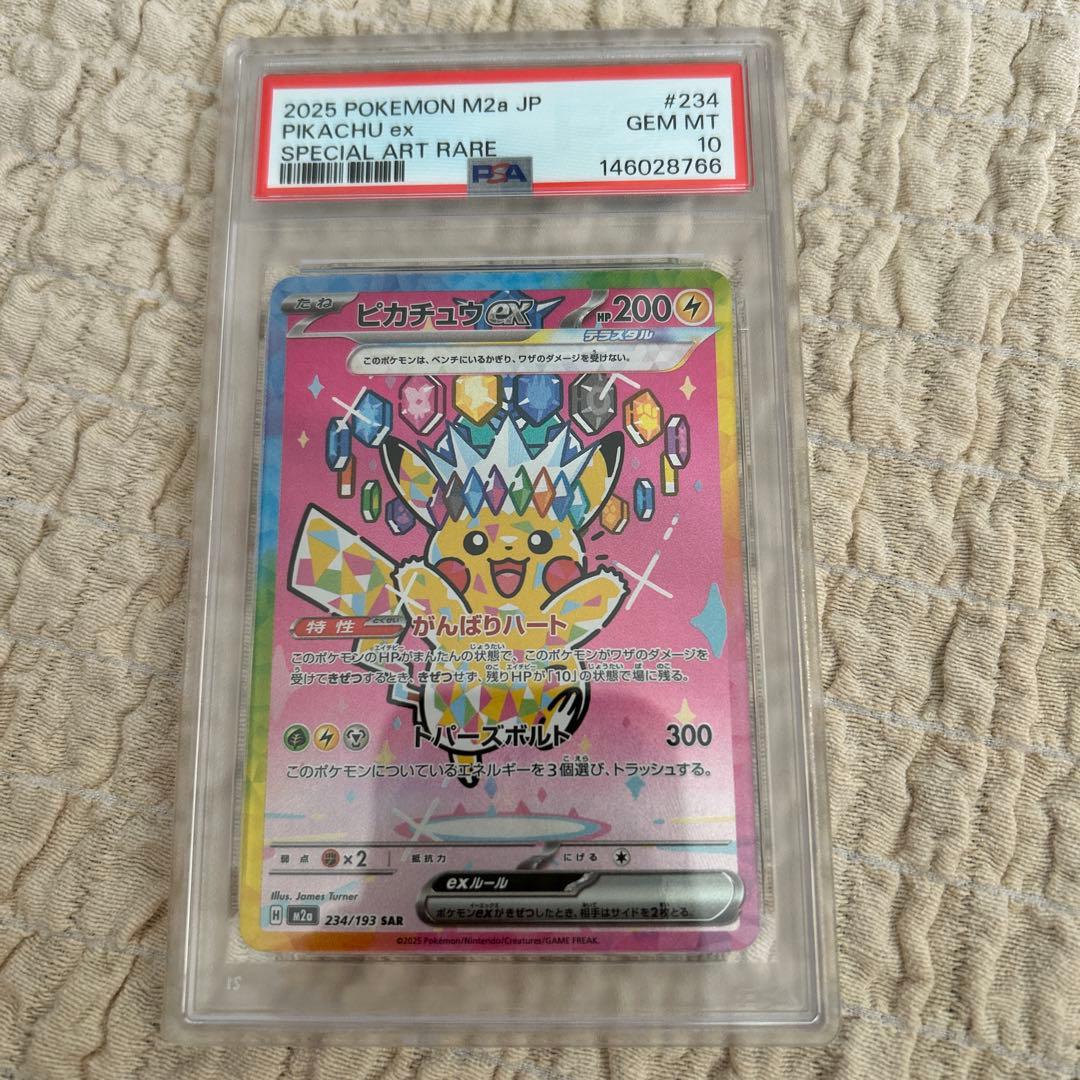 2025 POKEMON M2a JP #234
PIKACHU ex GEM MT
SPECIAL ART RARE 10
PSA 146028766
たね ピカチュウex HP200
テラスタル
このポケモンは、ベンチにいるかぎり、ワザのダメージを受けない。
特性 とくせい がんばりハート
このポケモンのHPがまんたんの状態で、このポケモンがワザのダメージを
受けてきぜつするとき、きぜつせず、残りHPが「10」の状態で場に残る。
トパーズボルト 300
このポケモンについているエネルギーを3個選び、トラッシュする。
弱点 ×2 抵抗力 にげる
exルール
ポケモンexがきぜつしたとき、相手はサイドを2枚とる。
Illus. James Turner
H M2a 234/193 SAR
©2025 Pokémon/Nintendo/Creatures/GAME FREAK.